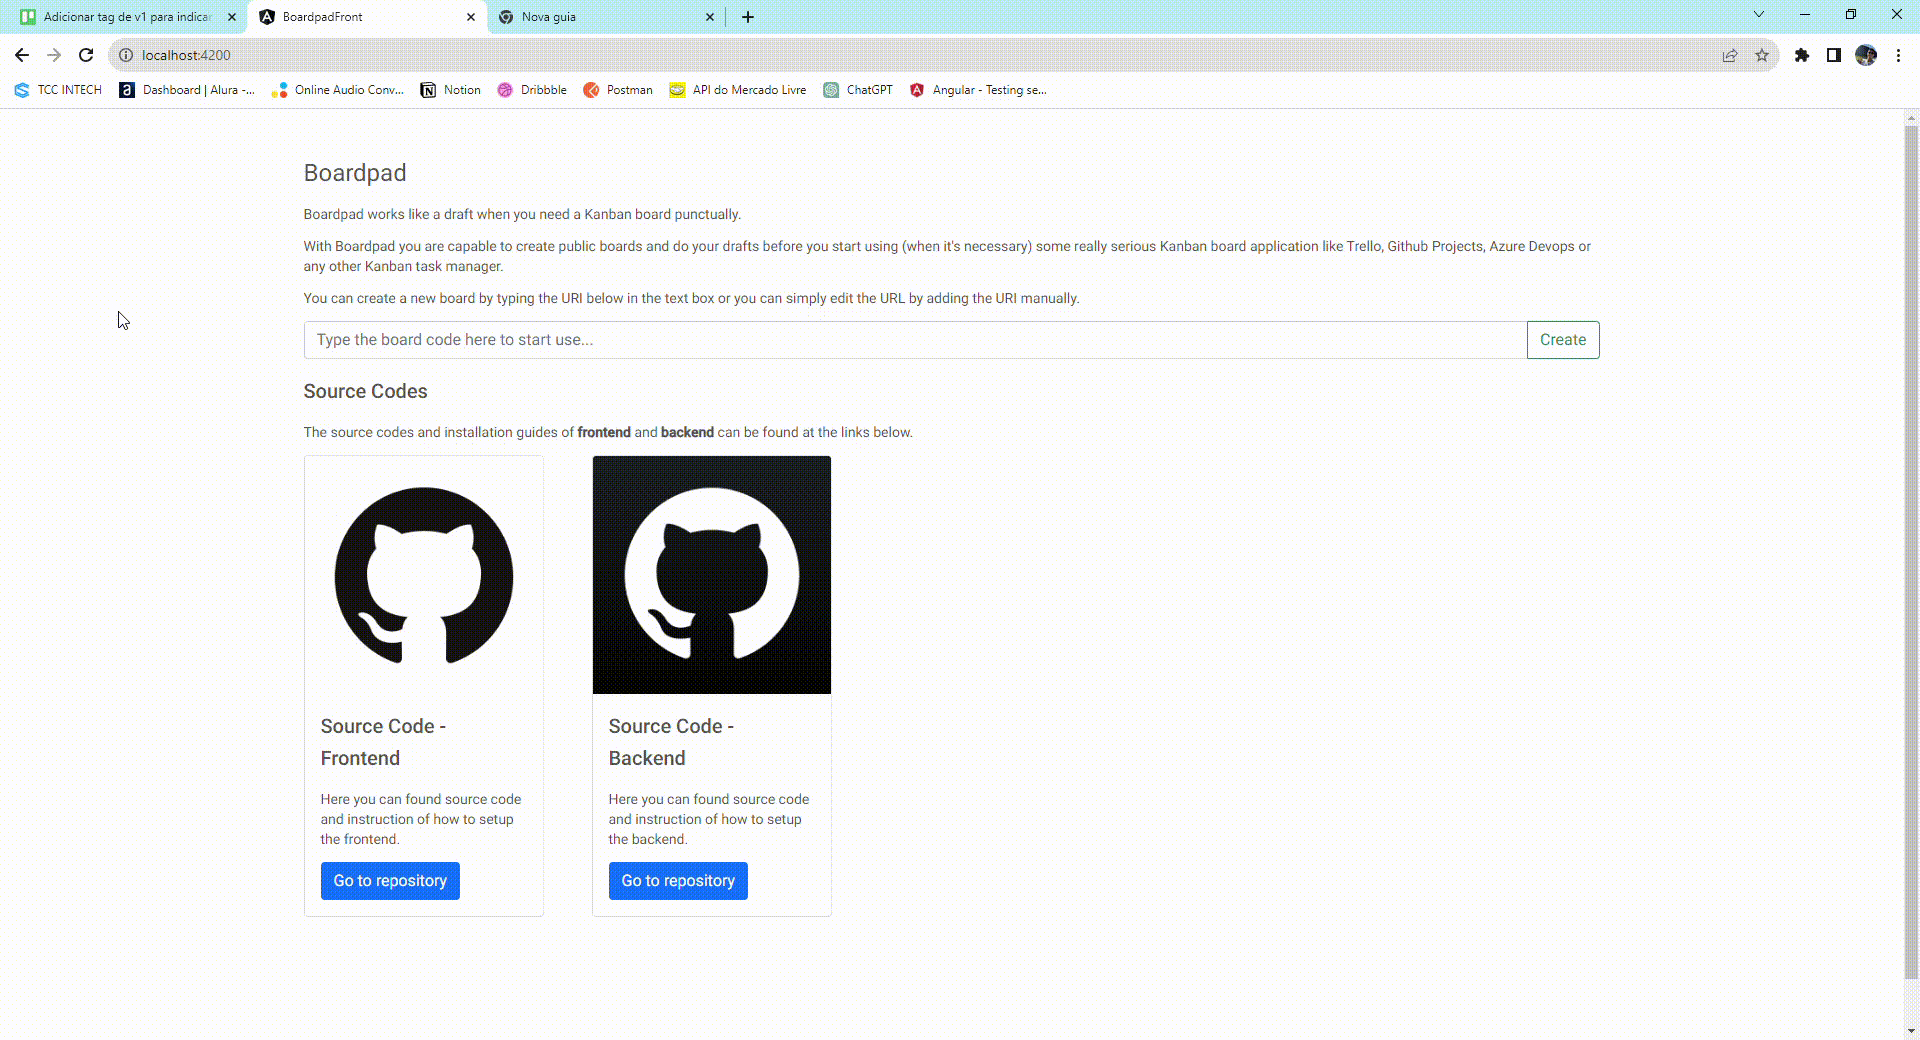 Adicionar tag de v1 para indicar
BoardpadFront
Nova guia
localhost:4200
TCC INTECH
Dashboard | Alura -...
Online Audio Conv...
Notion
Dribbble
Postman
API do Mercado Livre
ChatGPT
Angular - Testing se...
Boardpad
Boardpad works like a draft when you need a Kanban board punctually.
With Boardpad you are capable to create public boards and do your drafts before you start using (when it's necessary) some really serious Kanban board application like Trello, Github Projects, Azure Devops or
any other Kanban task manager.
You can create a new board by typing the URI below in the text box or you can simply edit the URL by adding the URI manually.
Type the board code here to start use...
Create
Source Codes
The source codes and installation guides of frontend and backend can be found at the links below.
Source Code -
Frontend
Here you can found source code
and instruction of how to setup
the frontend.
Go to repository
Source Code -
Backend
Here you can found source code
and instruction of how to setup
the backend.
Go to repository